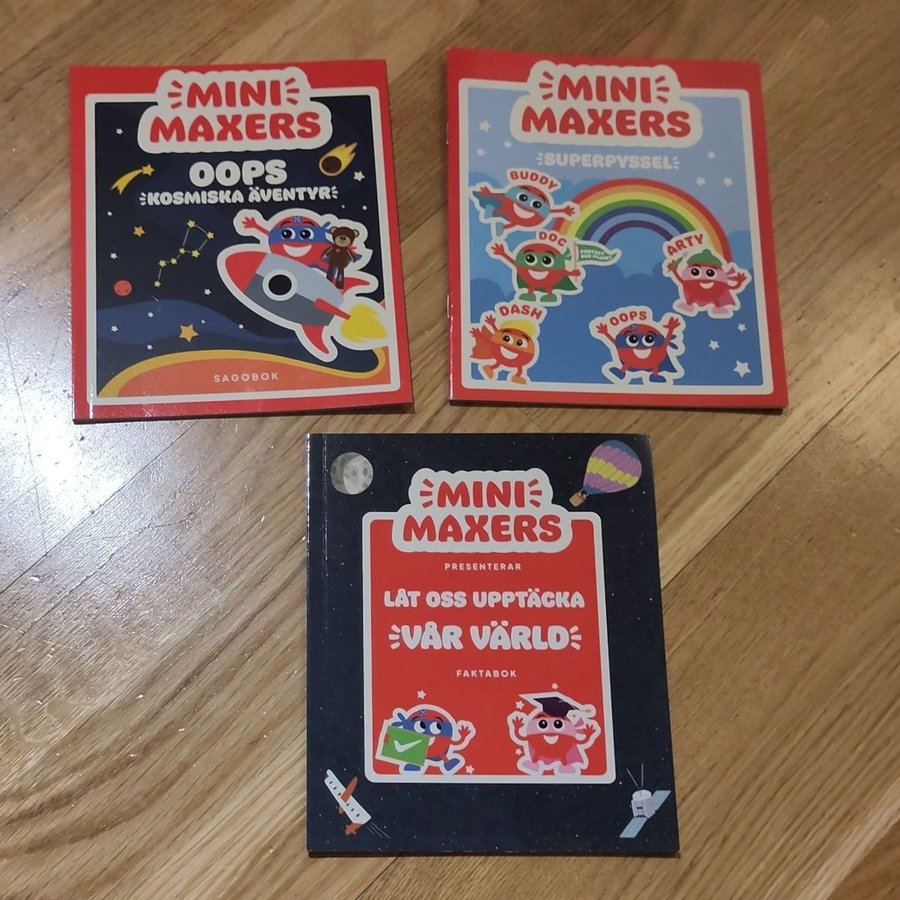 MINI
MAXERS
OOPS
KOSMISKA ÄVENTYR
SAGOBOK
MINI
MAXERS
SUPERPYSSEL
BUDDY
DOC
ARTY
DASH
OOPS
MINI
MAXERS
PRESENTERAR
LÅT OSS UPPTÄCKA
VÅR VÄRLD
FAKTABOK